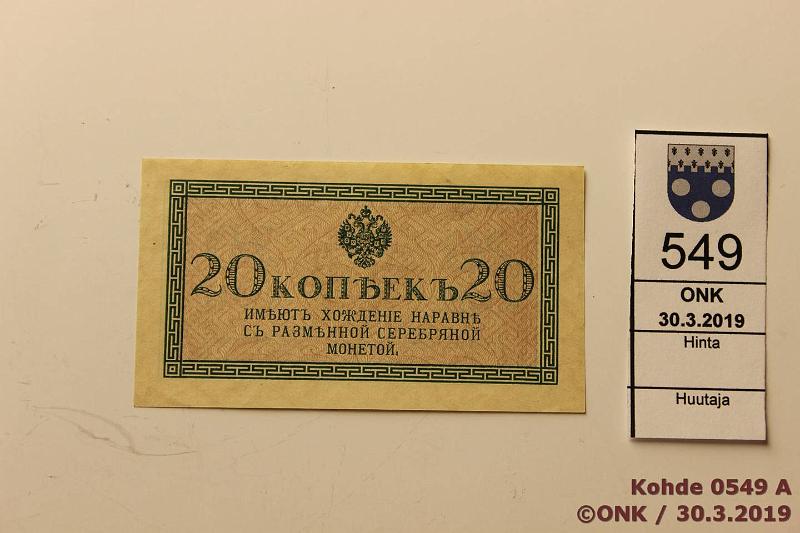 20 КОПѢЕКЪ 20
ИМѢЮТЪ ХОЖДЕНІЕ НАРАВНѢ
СЪ РАЗМѢННОЙ СЕРЕБРЯНОЙ
МОНЕТОЙ.
549
ONK
30.3.2019
Hinta
Huutaja
Kohde 0549 A
©ONK / 30.3.2019